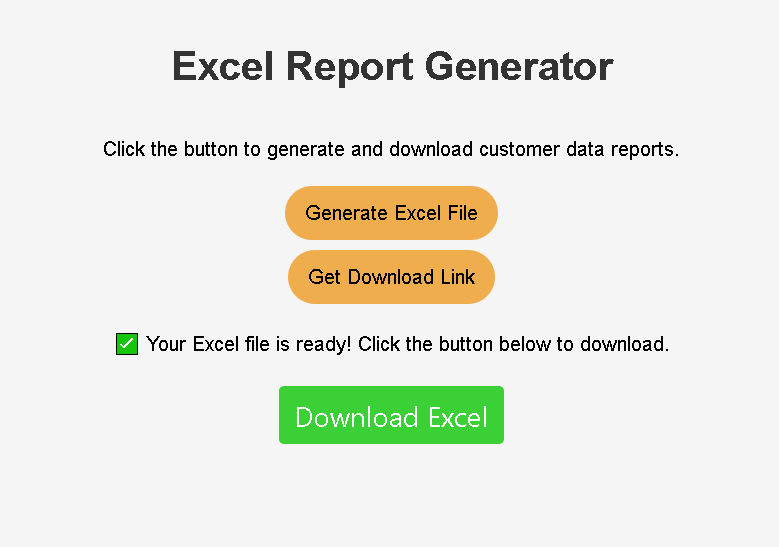 Excel Report Generator
Click the button to generate and download customer data reports.
Generate Excel File
Get Download Link
✅ Your Excel file is ready! Click the button below to download.
Download Excel